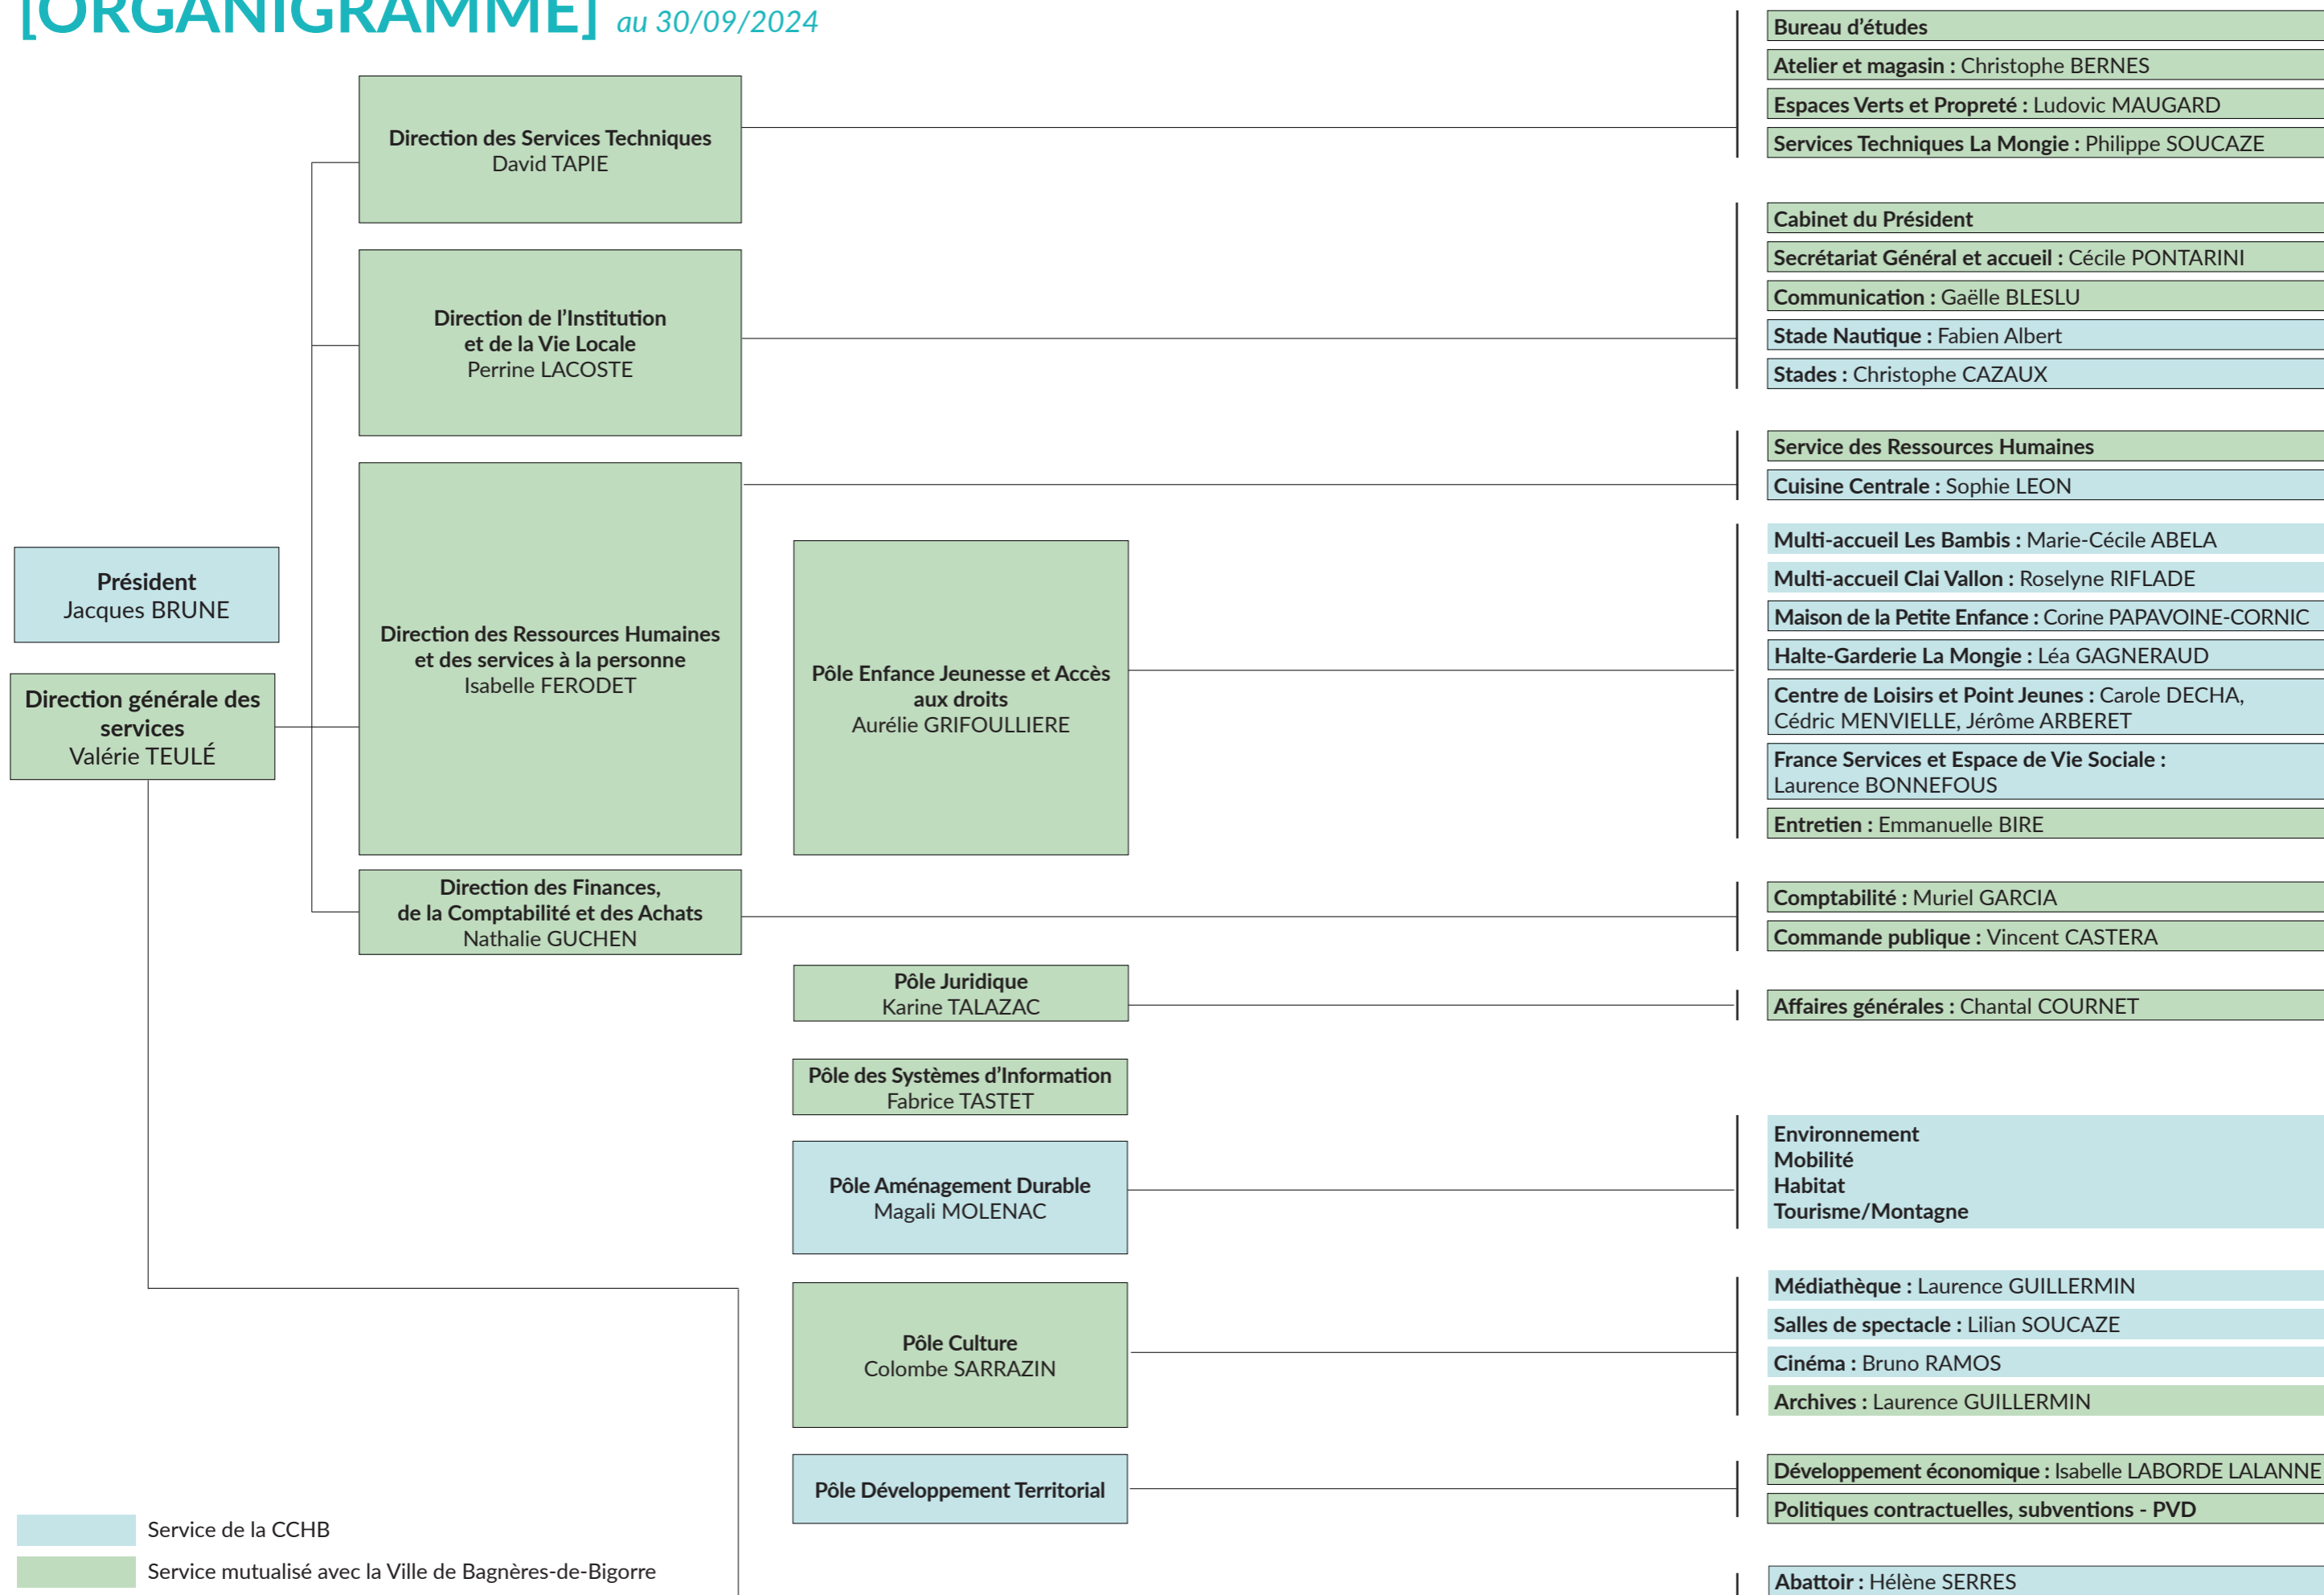 [ORGANIGRAMME] au 30/09/2024
Bureau d'études
Atelier et magasin : Christophe BERNES
Espaces Verts et Propreté : Ludovic MAUGARD
Services Techniques La Mongie : Philippe SOUCAZE
Direction des Services Techniques
David TAPIE
Cabinet du Président
Secrétariat Général et accueil : Cécile PONTARINI
Communication : Gaëlle BLESLU
Stade Nautique : Fabien Albert
Stades : Christophe CAZAUX
Direction de l'Institution
et de la Vie Locale
Perrine LACOSTE
Service des Ressources Humaines
Cuisine Centrale : Sophie LEON
Président
Jacques BRUNE
Direction générale des
services
Valérie TEULÉ
Direction des Ressources Humaines
et des services à la personne
Isabelle FERODET
Pôle Enfance Jeunesse et Accès
aux droits
Aurélie GRIFOULLIERE
Multi-accueil Les Bambis : Marie-Cécile ABELA
Multi-accueil Clai Vallon : Roselyne RIFLADE
Maison de la Petite Enfance : Corine PAPAVOINE-CORNIC
Halte-Garderie La Mongie : Léa GAGNERAUD
Centre de Loisirs et Point Jeunes : Carole DECHA,
Cédric MENVIELLE, Jérôme ARBERET
France Services et Espace de Vie Sociale :
Laurence BONNEFOUS
Entretien : Emmanuelle BIRE
Direction des Finances,
de la Comptabilité et des Achats
Nathalie GUCHEN
Comptabilité : Muriel GARCIA
Commande publique : Vincent CASTERA
Pôle Juridique
Karine TALAZAC
Affaires générales : Chantal COURNET
Pôle des Systèmes d'Information
Fabrice TASTET
Pôle Aménagement Durable
Magali MOLENAC
Environnement
Mobilité
Habitat
Tourisme/Montagne
Pôle Culture
Colombe SARRAZIN
Médiathèque : Laurence GUILLERMIN
Salles de spectacle : Lilian SOUCAZE
Cinéma : Bruno RAMOS
Archives : Laurence GUILLERMIN
Pôle Développement Territorial
Développement économique : Isabelle LABORDE LALANNE
Politiques contractuelles, subventions - PVD
Service de la CCHB
Service mutualisé avec la Ville de Bagnères-de-Bigorre
Abattoir : Hélène SERRES